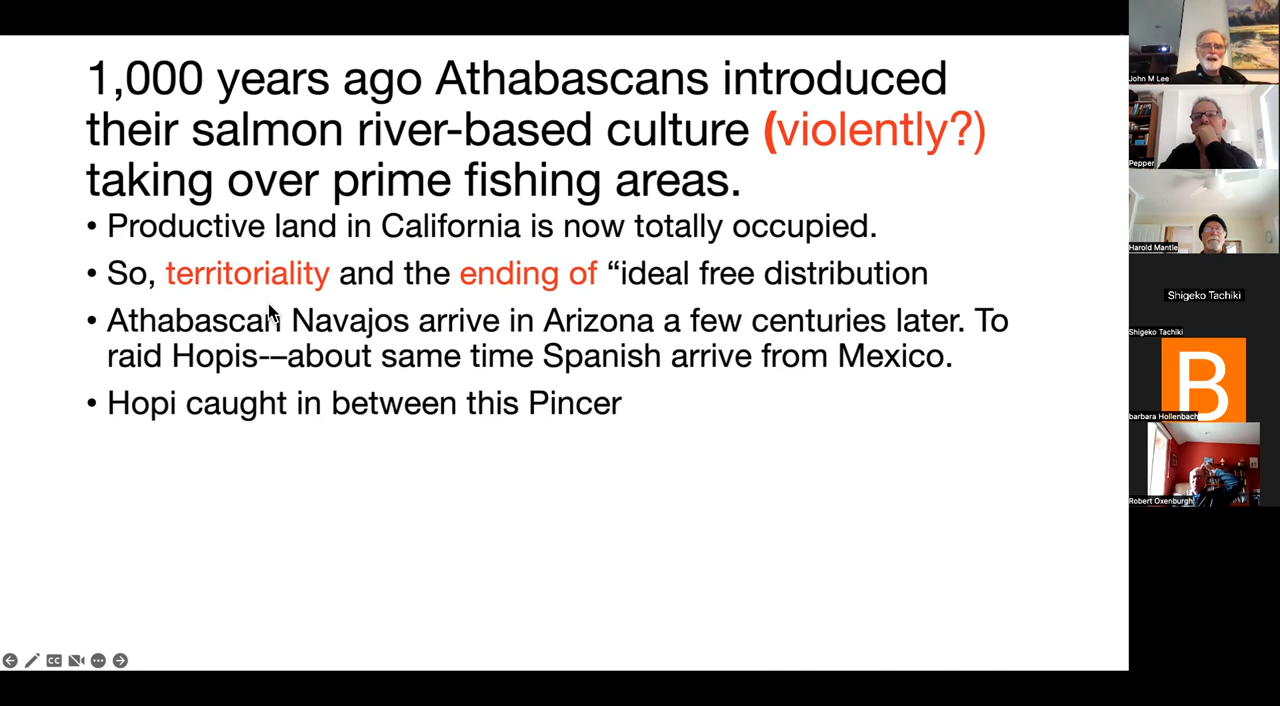 1,000 years ago Athabascans introduced
their salmon river-based culture (violently?)
taking over prime fishing areas.
• Productive land in California is now totally occupied.
• So, territoriality and the ending of “ideal free distribution
• Athabascan Navajos arrive in Arizona a few centuries later. To
raid Hopis-–about same time Spanish arrive from Mexico.
• Hopi caught in between this Pincer
CC
John M Lee
Pepper
Harold Mantle
Shigeko Tachiki
Shigeko Tachiki
B
barbara Hollenbach
Robert Oxenburgh